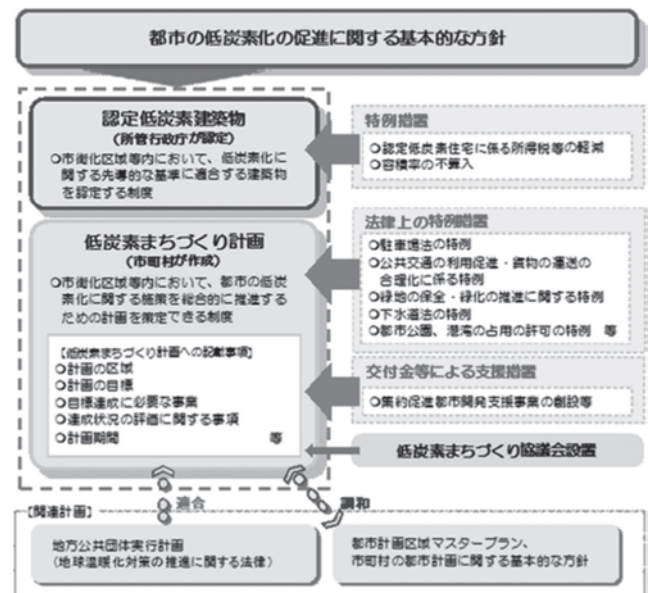 都市の低炭素化の促進に関する基本的な方針
認定低炭素建築物
(所管行政庁が認定)
○市街化区域等内において、低炭素化に
関する先導的な基準に適合する建築物
を認定する制度
特例措置
○認定低炭素住宅に係る所得税等の軽減
○容積率の不算入
低炭素まちづくり計画
(市町村が作成)
○市街化区域等内において、都市の低炭
素化に関する施策を総合的に推進する
ための計画を策定できる制度
【低炭素まちづくり計画への記載事項】
○計画の区域
○計画の目標
○目標達成に必要な事業
○達成状況の評価に関する事項
○計画期間 等
法律上の特例措置
○駐車場法の特例
○公共交通の利用促進・貨物の運送の
合理化に係る特例
○緑地の保全・緑化の推進に関する特例
○下水道法の特例
○都市公園、港湾の占用の許可の特例 等
交付金等による支援措置
○集約促進都市開発支援事業の創設等
低炭素まちづくり協議会設置
適合
調和
【関連計画】
地方公共団体実行計画
(地球温暖化対策の推進に関する法律)
都市計画区域マスタープラン、
市町村の都市計画に関する基本的な方針